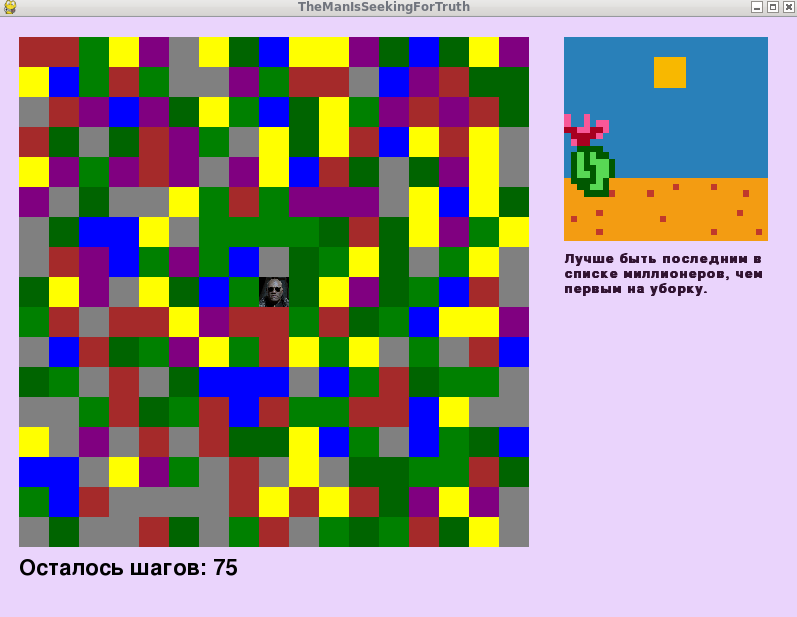 TheManIsSeekingForTruth
Лучше быть последним в
списке миллионеров, чем
первым на уборку.
Осталось шагов: 75